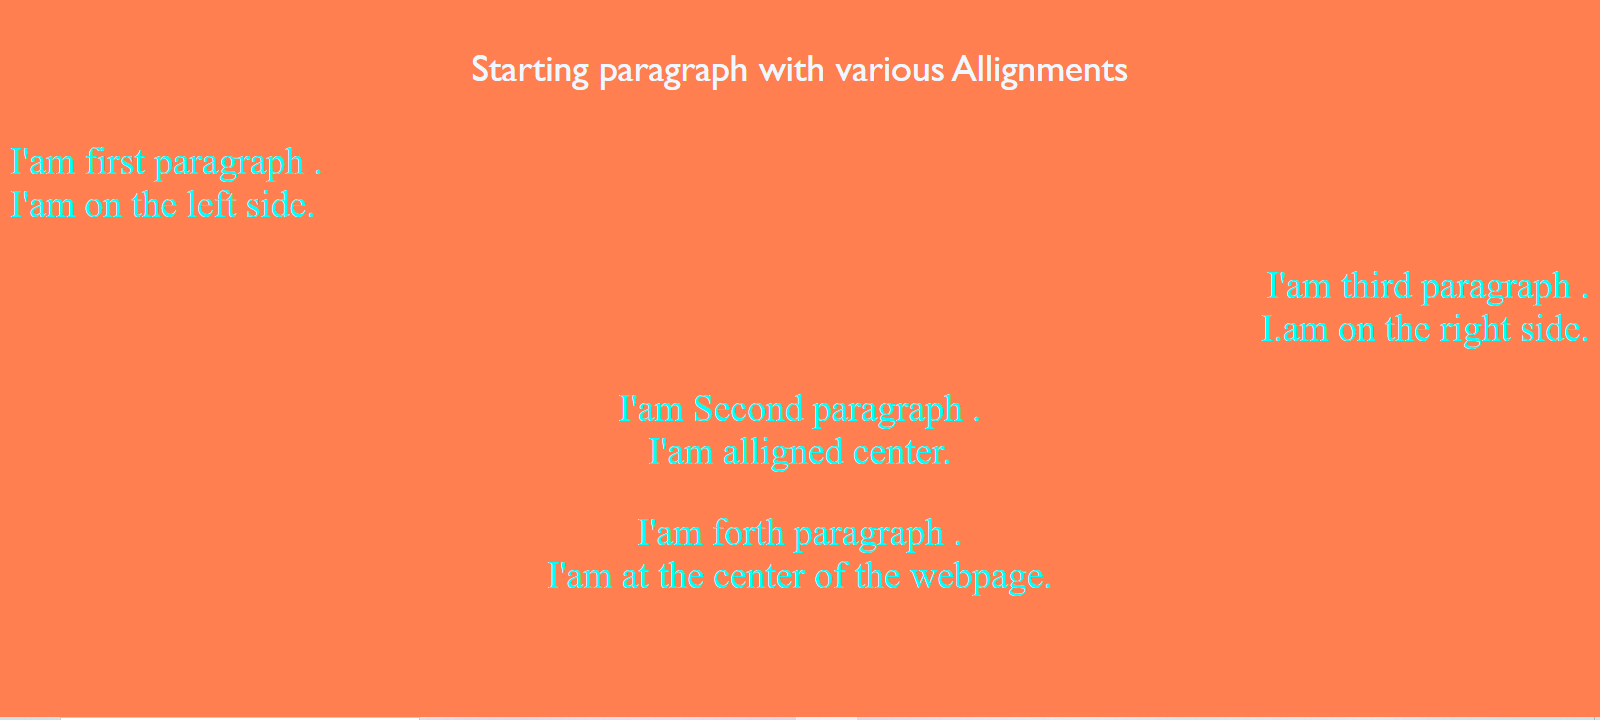 Starting paragraph with various Allignments
I'am first paragraph .
I'am on the left side.
I'am third paragraph .
I.am on the right side.
I'am Second paragraph .
I'am alligned center.
I'am forth paragraph .
I'am at the center of the webpage.